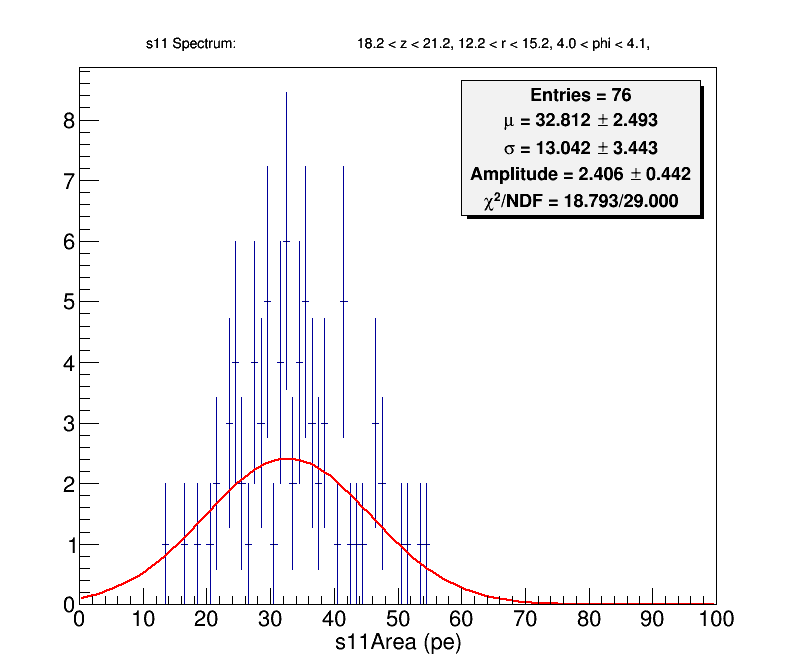 s11 Spectrum: 18.2 < z < 21.2, 12.2 < r < 15.2, 4.0 < phi < 4.1,
Entries = 76
μ = 32.812 ± 2.493
σ = 13.042 ± 3.443
Amplitude = 2.406 ± 0.442
χ²/NDF = 18.793/29.000
8
7
6
5
4
3
2
1
0
0 10 20 30 40 50 60 70 80 90 100
s11Area (pe)